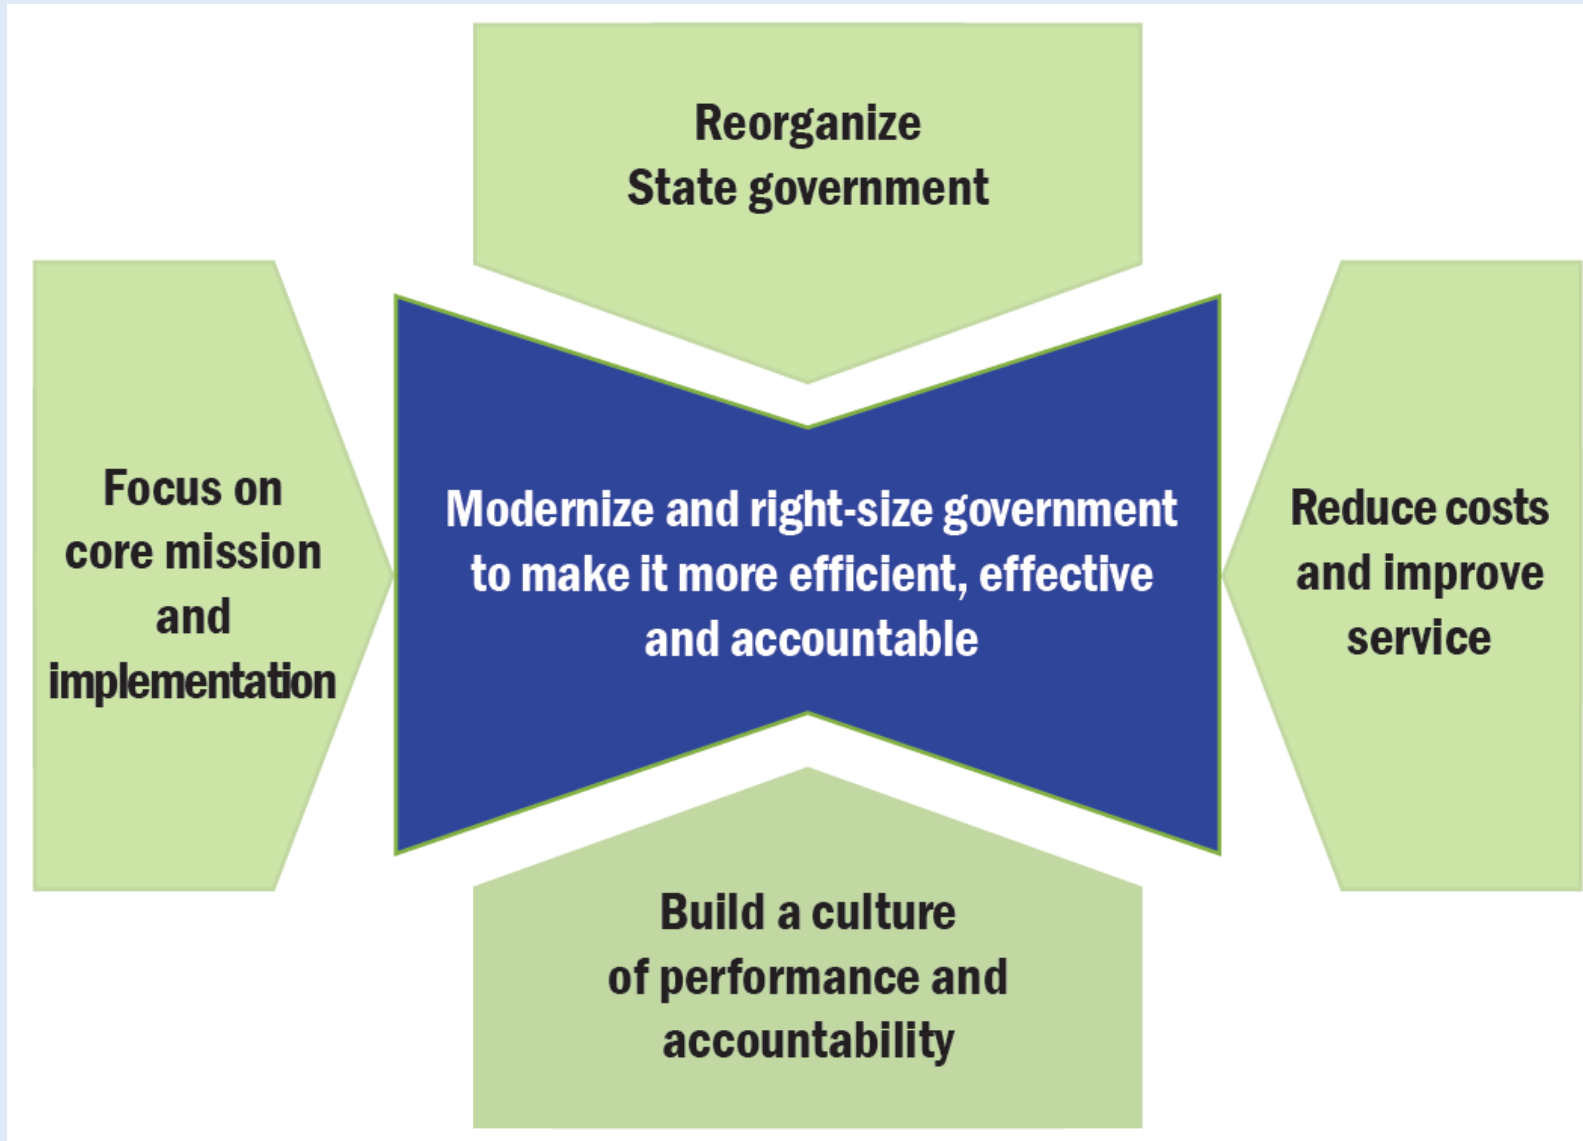 Reorganize
State government
Focus on
core mission
and
implementation
Modernize and right-size government
to make it more efficient, effective
and accountable
Reduce costs
and improve
service
Build a culture
of performance and
accountability